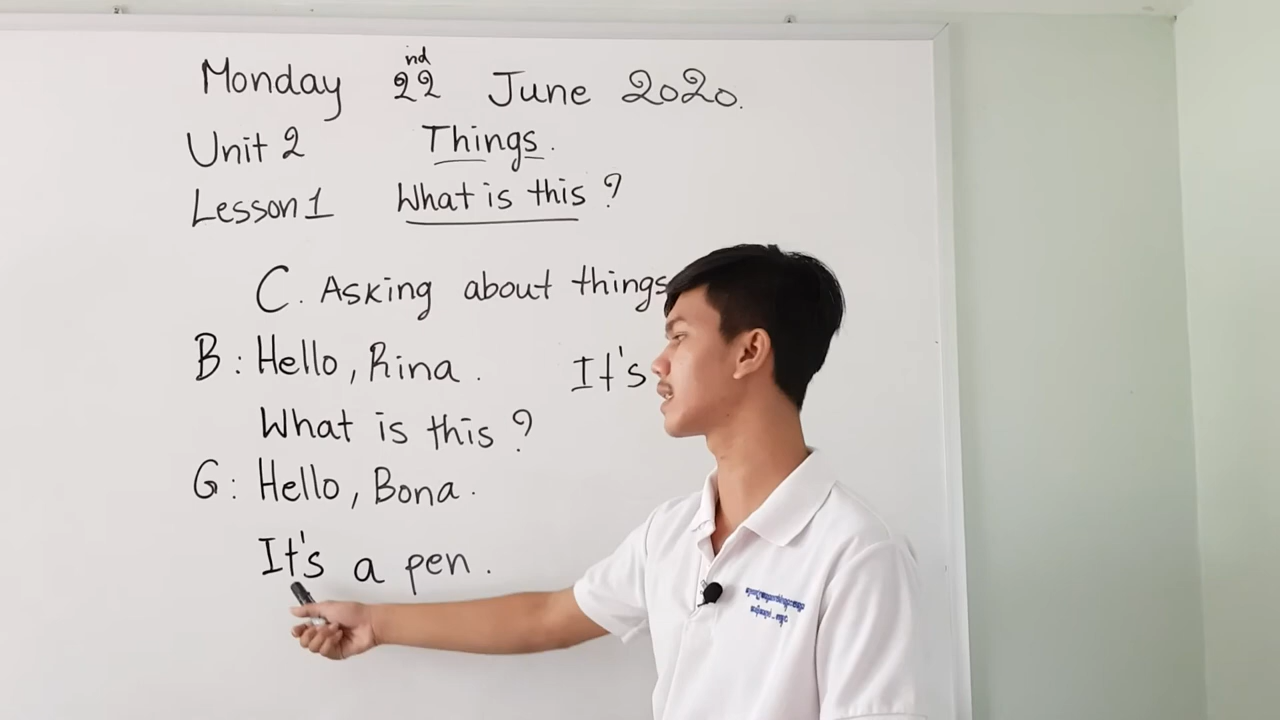 Monday 22nd June 2020.
Unit 2 Things.
Lesson 1 What is this ?
C. Asking about things
B : Hello, Rina . It's
What is this ?
G : Hello, Bona .
It's a pen .